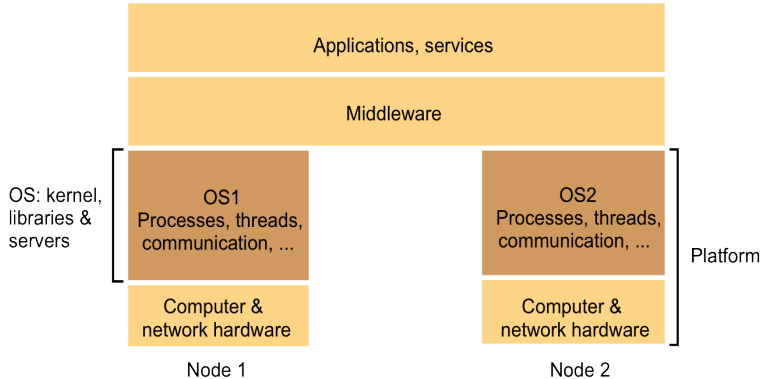 Applications, services
Middleware
OS: kernel,
libraries &
servers
OS1
Processes, threads,
communication, ...
OS2
Processes, threads,
communication, ...
Platform
Computer &
network hardware
Computer &
network hardware
Node 1
Node 2